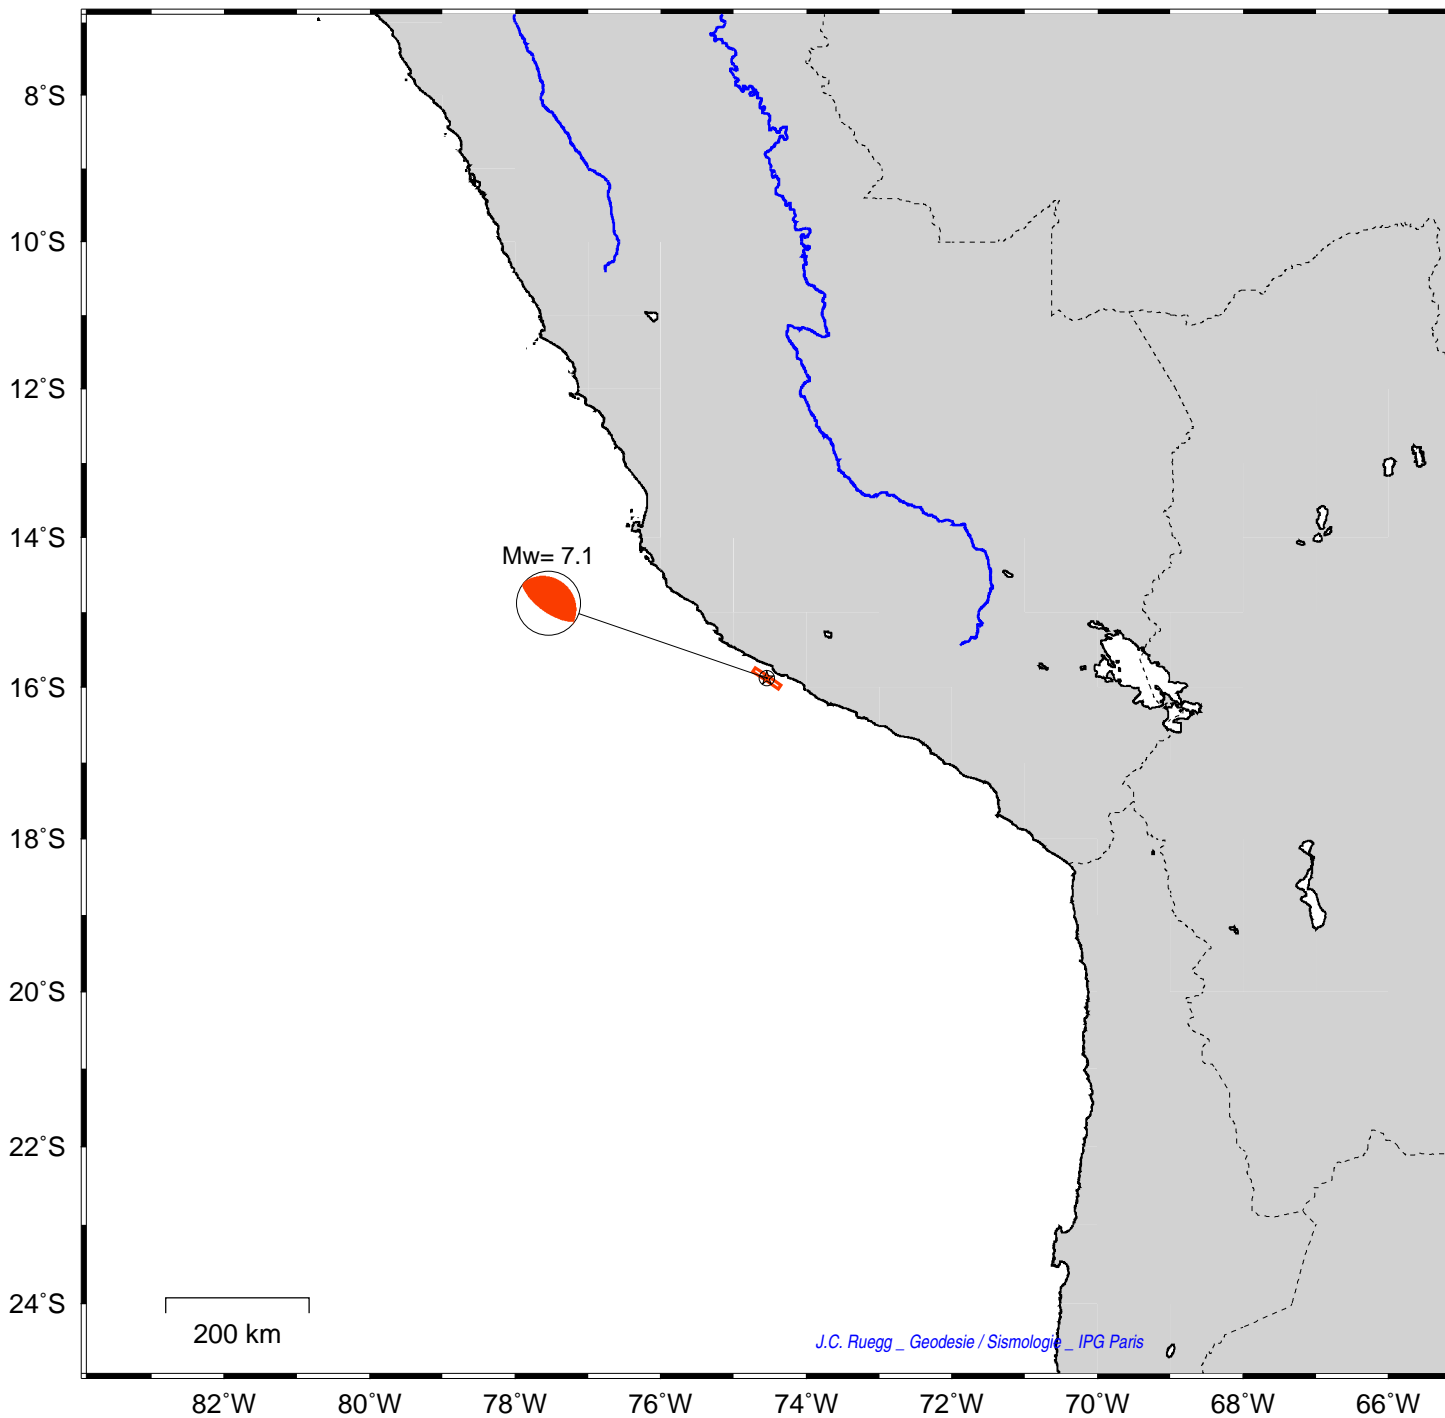 8°S
10°S
12°S
14°S
Mw= 7.1
16°S
18°S
20°S
22°S
24°S
200 km
J.C. Ruegg _ Geodesie / Sismologie _ IPG Paris
82°W 80°W 78°W 76°W 74°W 72°W 70°W 68°W 66°W